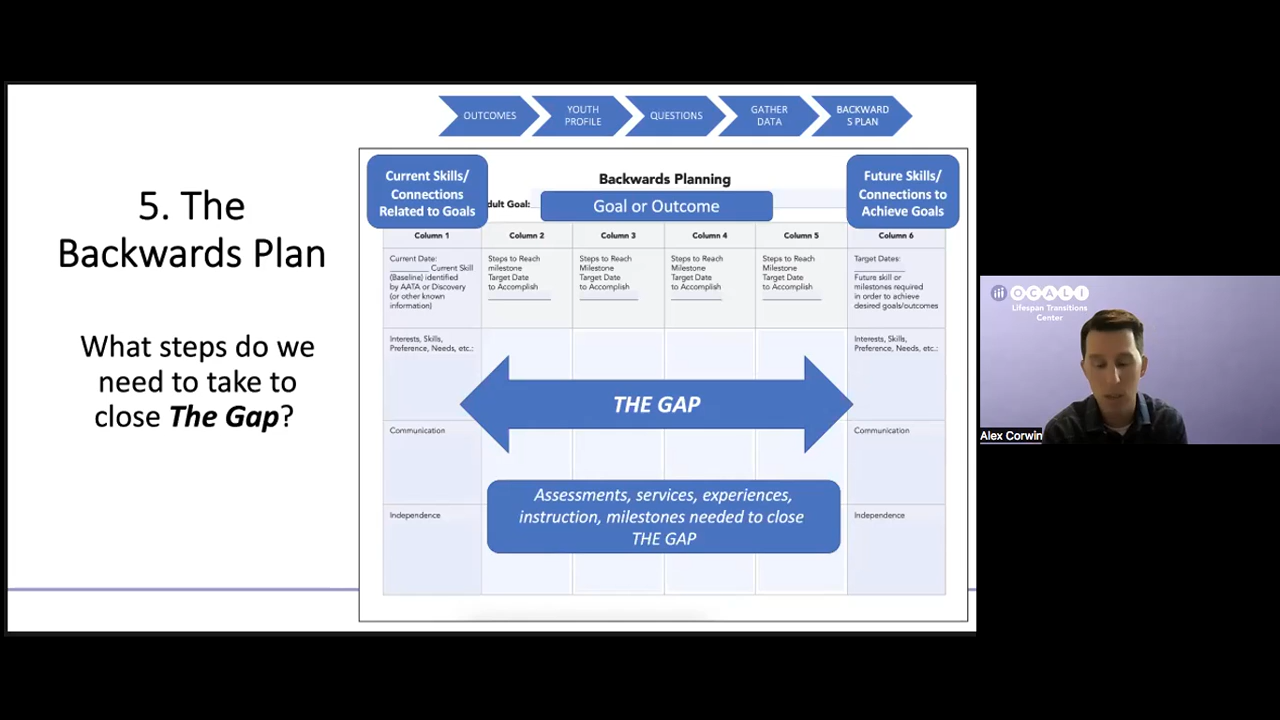 OUTCOMES
YOUTH
PROFILE
QUESTIONS
GATHER
DATA
BACKWARD
S PLAN
5. The
Backwards Plan
What steps do we
need to take to
close The Gap?
Current Skills/
Connections
Related to Goals
Backwards Planning
dult Goal:
Goal or Outcome
Future Skills/
Connections to
Achieve Goals
Column 1
Column 2
Column 3
Column 4
Column 5
Column 6
Current Date:
________ Current Skill
(Baseline) identified
by AATA or Discovery
(or other known
information)
Steps to Reach
milestone
Target Date
to Accomplish
Steps to Reach
Milestone
Target Date
to Accomplish
Steps to Reach
Milestone
Target Date
to Accomplish
Steps to Reach
Milestone
Target Date
to Accomplish
Target Dates:
Future skill or
milestones required
in order to achieve
desired goals/outcomes
Interests, Skills,
Preference, Needs, etc.:
Interests, Skills,
Preference, Needs, etc.:
THE GAP
Communication
Communication
Assessments, services, experiences,
instruction, milestones needed to close
THE GAP
Independence
Independence
OCALI
Lifespan Transitions
Center
Alex Corwin